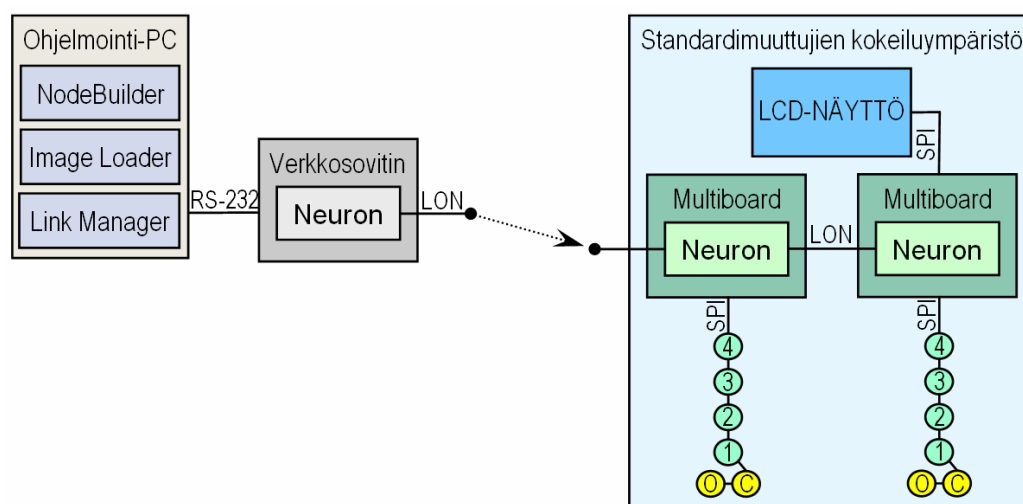 Ohjelmointi-PC
NodeBuilder
Image Loader
Link Manager
RS-232
Verkkosovitin
Neuron
LON
Standardimuuttujien kokeiluympäristö
LCD-NÄYTTÖ
SPI
Multiboard
Neuron
LON
Multiboard
Neuron
SPI
4
3
2
1
O
C
SPI
4
3
2
1
O
C